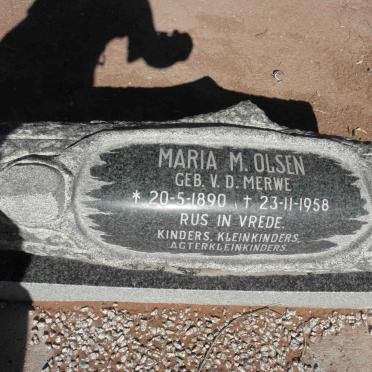 MARIA M. OLSEN
GEB. V. D. MERWE
* 20-5-1890 † 23-11-1958
RUS IN VREDE.
KINDERS, KLEINKINDERS,
AGTERKLEINKINDERS.